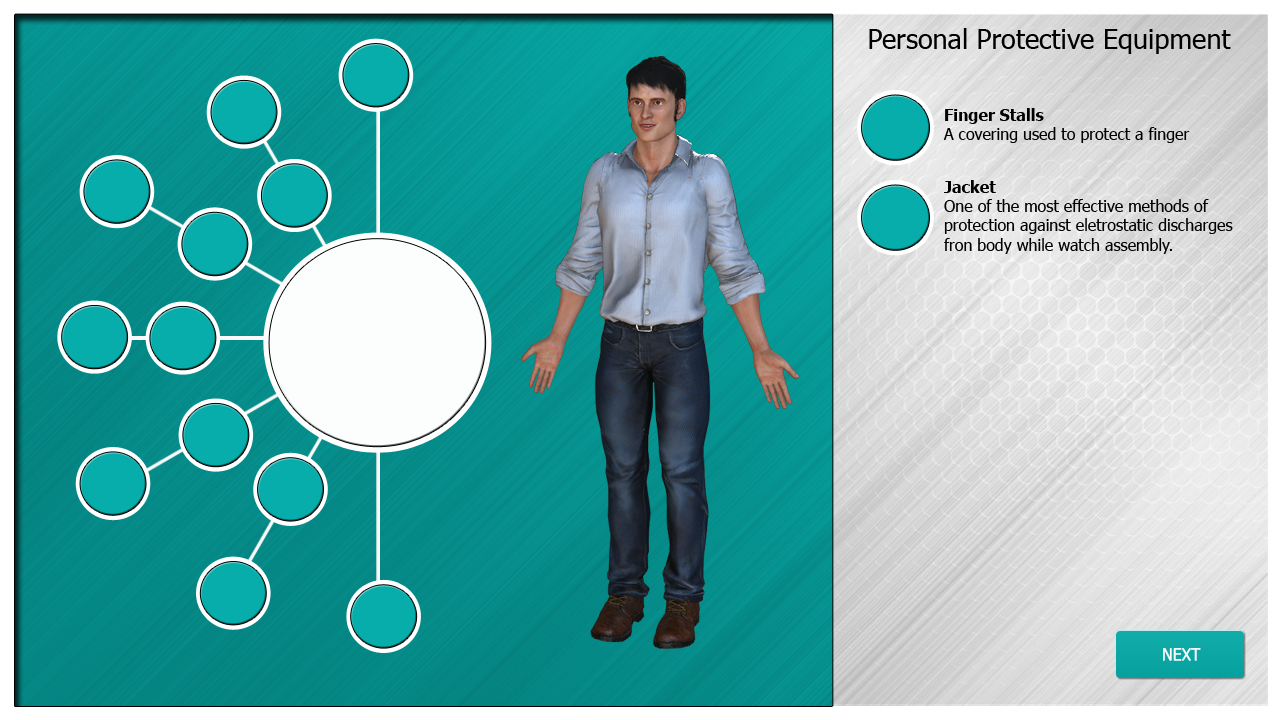 Personal Protective Equipment
Finger Stalls
A covering used to protect a finger
Jacket
One of the most effective methods of
protection against eletrostatic discharges
fron body while watch assembly.
NEXT